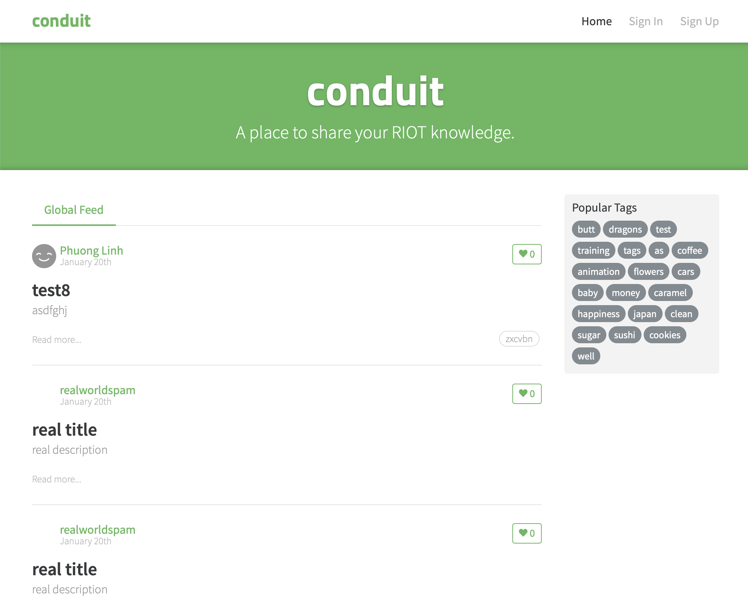 conduit
Home Sign In Sign Up
conduit
A place to share your RIOT knowledge.
Global Feed
Phuong Linh
January 20th
0
test8
asdfghj
Read more...
zxcvbn
realworldspam
January 20th
0
real title
real description
Read more...
realworldspam
January 20th
0
real title
real description
Popular Tags
butt dragons test
training tags as coffee
animation flowers cars
baby money caramel
happiness japan clean
sugar sushi cookies
well